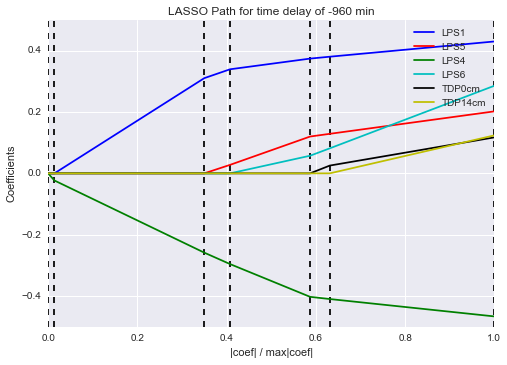 LASSO Path for time delay of -960 min
LPS1
LPS5
LPS4
LPS6
TDP0cm
TDP14cm
Coefficients
0.4
0.2
0.0
−0.2
−0.4
0.0 0.2 0.4 0.6 0.8 1.0
|coef| / max|coef|